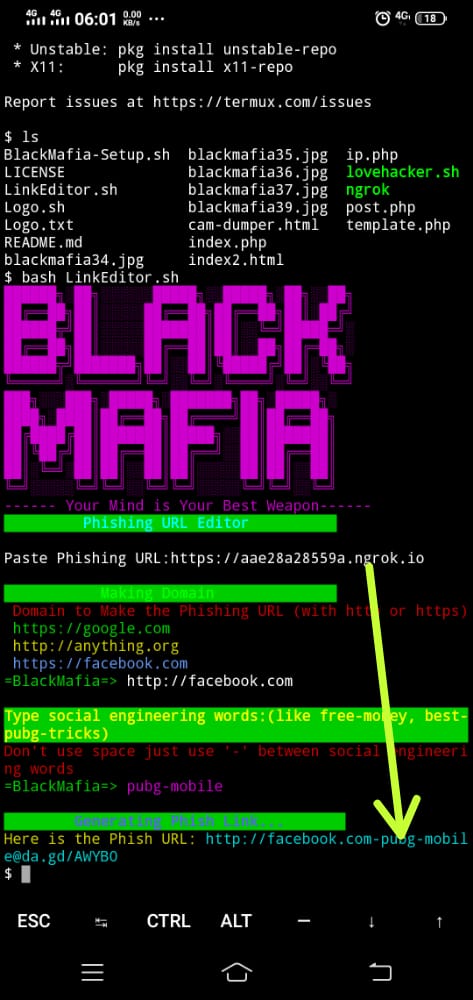 4G 4G 06:01 0.00 KB/s ... 4G 18
* Unstable: pkg install unstable-repo
* X11:      pkg install x11-repo
Report issues at https://termux.com/issues
$ ls
BlackMafia-Setup.sh  blackmafia35.jpg  ip.php
LICENSE              blackmafia36.jpg  lovehacker.sh
LinkEditor.sh        blackmafia37.jpg  ngrok
Logo.sh              blackmafia39.jpg  post.php
Logo.txt             cam-dumper.html   template.php
README.md            index.php
blackmafia34.jpg     index2.html
$ bash LinkEditor.sh
BLACK
MAFIA
------ Your Mind is Your Best Weapon------
Phishing URL Editor
Paste Phishing URL:https://aae28a28559a.ngrok.io
Making Domain
Domain to Make the Phishing URL (with http or https)
https://google.com
http://anything.org
https://facebook.com
=BlackMafia=> http://facebook.com
Type social engineering words:(like free-money, best-
pubg-tricks)
Don't use space just use '-' between social engineeri
ng words
=BlackMafia=> pubg-mobile
Generating Phish Link...
Here is the Phish URL: http://facebook.com-pubg-mobil
e@da.gd/AWYBO
$
ESC CTRL ALT – ↓ ↑